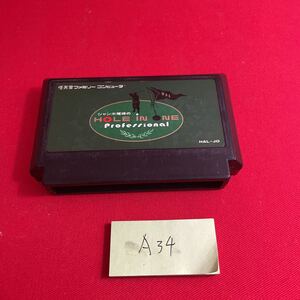 任天堂ファミリーコンピュータ
ジャンボ尾崎の
HOLE IN ONE
Professional
HAL-JO
A34